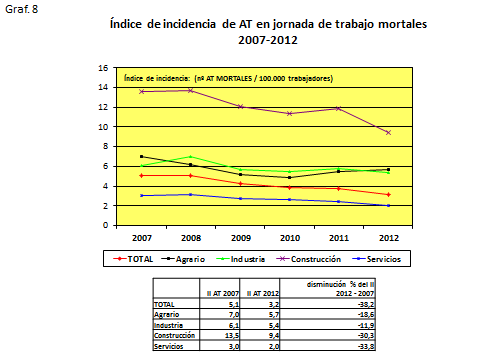 Graf. 8
Índice de incidencia de AT en jornada de trabajo mortales
2007-2012
Índice de incidencia: (nº AT MORTALES / 100.000 trabajadores)
16
14
12
10
8
6
4
2
0
2007 2008 2009 2010 2011 2012
TOTAL Agrario Industria Construcción Servicios
II AT 2007 II AT 2012 disminución % del II
2012 - 2007
TOTAL 5,1 3,2 -38,2
Agrario 7,0 5,7 -18,6
Industria 6,1 5,4 -11,9
Construcción 13,5 9,4 -30,3
Servicios 3,0 2,0 -33,8